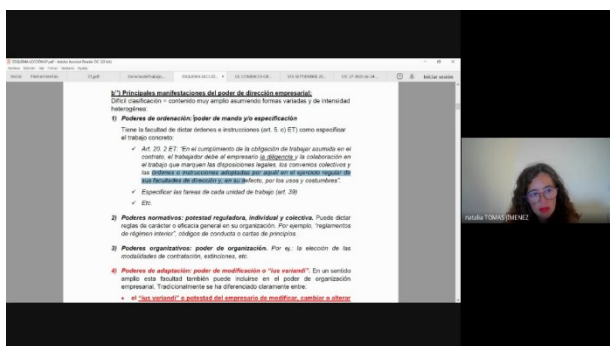 ESQUEMA LECCIÓN
Inicio Herramientas
Iniciar sesión
b'') Principales manifestaciones del poder de dirección empresarial:
Difícil clasificación = contenido muy amplio asumiendo formas variadas y de intensidad
heterogénea:
1) Poderes de ordenación: poder de mando y/o especificación
Tiene la facultad de dictar órdenes e instrucciones (art. 5. c) ET) como especificar
el trabajo concreto:
✓ Art. 20. 2 ET: "En el cumplimiento de la obligación de trabajar asumida en el
contrato, el trabajador debe al empresario la diligencia y la colaboración en
el trabajo que marquen las disposiciones legales, los convenios colectivos y
las órdenes o instrucciones adoptadas por aquél en el ejercicio regular de
sus facultades de dirección y, en su defecto, por los usos y costumbres".
✓ Especificar las tareas de cada unidad de trabajo (art. 39)
✓ Etc.
2) Poderes normativos: potestad reguladora, individual y colectiva. Puede dictar
reglas de carácter o eficacia general en su organización. Por ejemplo, "reglamentos
de régimen interior", códigos de conducta o cartas de principios.
3) Poderes organizativos: poder de organización. Por ej.: la elección de las
modalidades de contratación, extinciones, etc.
4) Poderes de adaptación: poder de modificación o "ius variandi". En un sentido
amplio esta facultad también puede incluirse en el poder de organización
empresarial. Tradicionalmente se ha diferenciado claramente entre:
• el "ius variandi" o potestad del empresario de modificar, cambiar o alterar
natalia TOMAS JIMENEZ